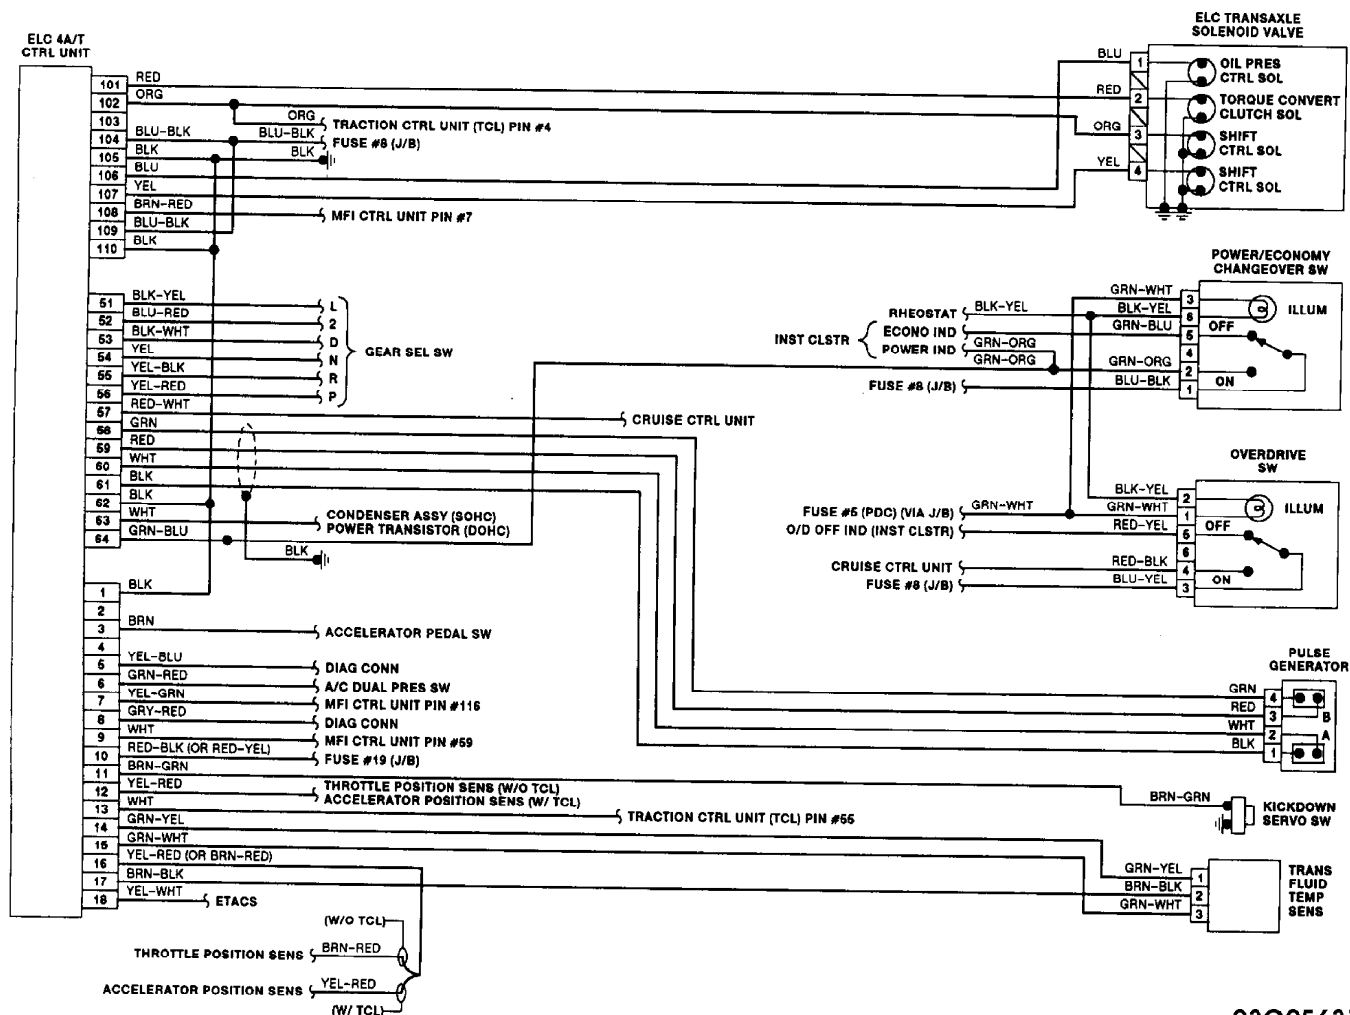 ELC 4A/T
CTRL UNIT
101 RED
102 ORG
103
104 BLU-BLK
105 BLK
106 BLU
107 YEL
108 BRN-RED
109 BLU-BLK
110 BLK
ORG TRACTION CTRL UNIT (TCL) PIN #4
BLU-BLK FUSE #8 (J/B)
BLK
MFI CTRL UNIT PIN #7
51 BLK-YEL L
52 BLU-RED 2
53 BLK-WHT D
54 YEL N
55 YEL-BLK R
56 YEL-RED P
GEAR SEL SW
57 RED-WHT CRUISE CTRL UNIT
58 GRN
59 RED
60 WHT
61 BLK
62 BLK
63 WHT CONDENSER ASSY (SOHC)
POWER TRANSISTOR (DOHC)
64 GRN-BLU
BLK
1 BLK
2
3 BRN ACCELERATOR PEDAL SW
4
5 YEL-BLU DIAG CONN
6 GRN-RED A/C DUAL PRES SW
7 YEL-GRN MFI CTRL UNIT PIN #116
8 GRY-RED DIAG CONN
9 WHT MFI CTRL UNIT PIN #59
10 RED-BLK (OR RED-YEL) FUSE #19 (J/B)
11 BRN-GRN
12 YEL-RED THROTTLE POSITION SENS (W/O TCL)
ACCELERATOR POSITION SENS (W/ TCL)
13 WHT TRACTION CTRL UNIT (TCL) PIN #55
14 GRN-YEL
15 GRN-WHT
16 YEL-RED (OR BRN-RED)
17 BRN-BLK
18 YEL-WHT ETACS
(W/O TCL)
THROTTLE POSITION SENS BRN-RED
ACCELERATOR POSITION SENS YEL-RED
(W/ TCL)
ELC TRANSAXLE
SOLENOID VALVE
BLU 1 OIL PRES
CTRL SOL
RED 2 TORQUE CONVERT
CLUTCH SOL
ORG 3 SHIFT
CTRL SOL
YEL 4 SHIFT
CTRL SOL
POWER/ECONOMY
CHANGEOVER SW
GRN-WHT 3
RHEOSTAT BLK-YEL BLK-YEL 6 ILLUM
INST CLSTR ECONO IND GRN-BLU 5 OFF
POWER IND GRN-ORG 4
GRN-ORG GRN-ORG 2
FUSE #8 (J/B) BLU-BLK 1 ON
OVERDRIVE
SW
BLK-YEL 2
FUSE #5 (PDC) (VIA J/B) GRN-WHT GRN-WHT 1 ILLUM
O/D OFF IND (INST CLSTR) RED-YEL 5 OFF
6
CRUISE CTRL UNIT RED-BLK 4
FUSE #8 (J/B) BLU-YEL 3 ON
PULSE
GENERATOR
GRN 4
RED 3 B
WHT 2 A
BLK 1
BRN-GRN KICKDOWN
SERVO SW
GRN-YEL 1
BRN-BLK 2
GRN-WHT 3
TRANS
FLUID
TEMP
SENS